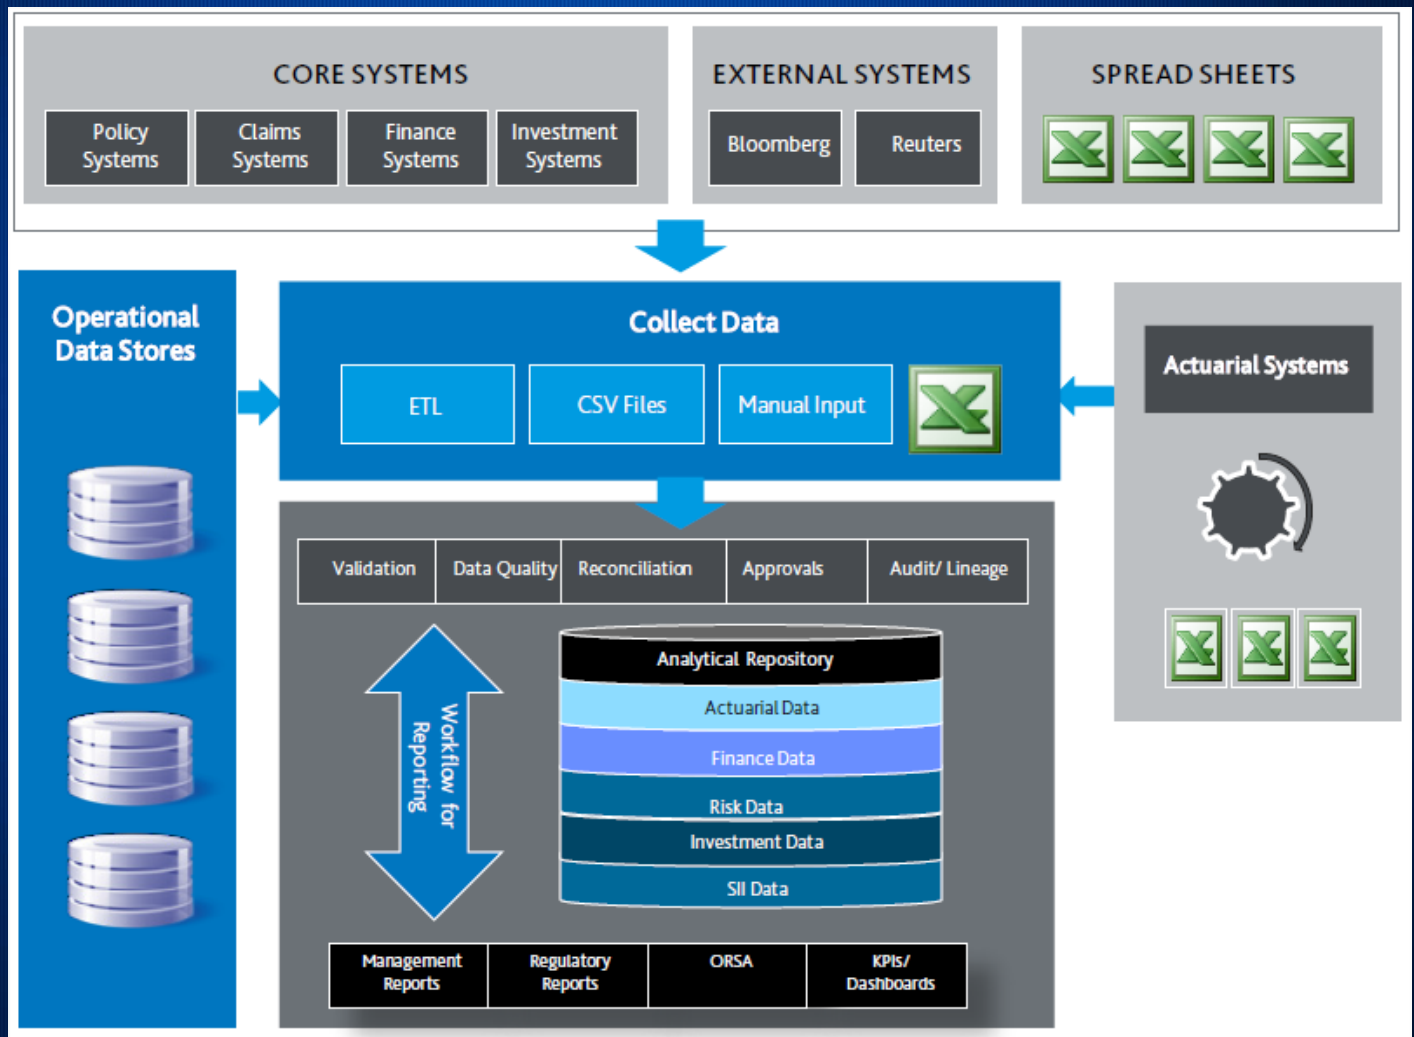 CORE SYSTEMS
Policy
Systems
Claims
Systems
Finance
Systems
Investment
Systems
EXTERNAL SYSTEMS
Bloomberg
Reuters
SPREAD SHEETS
Operational
Data Stores
Collect Data
ETL
CSV Files
Manual Input
Actuarial Systems
Validation
Data Quality
Reconciliation
Approvals
Audit/ Lineage
Workflow for
Reporting
Analytical Repository
Actuarial Data
Finance Data
Risk Data
Investment Data
SII Data
Management
Reports
Regulatory
Reports
ORSA
KPIs/
Dashboards